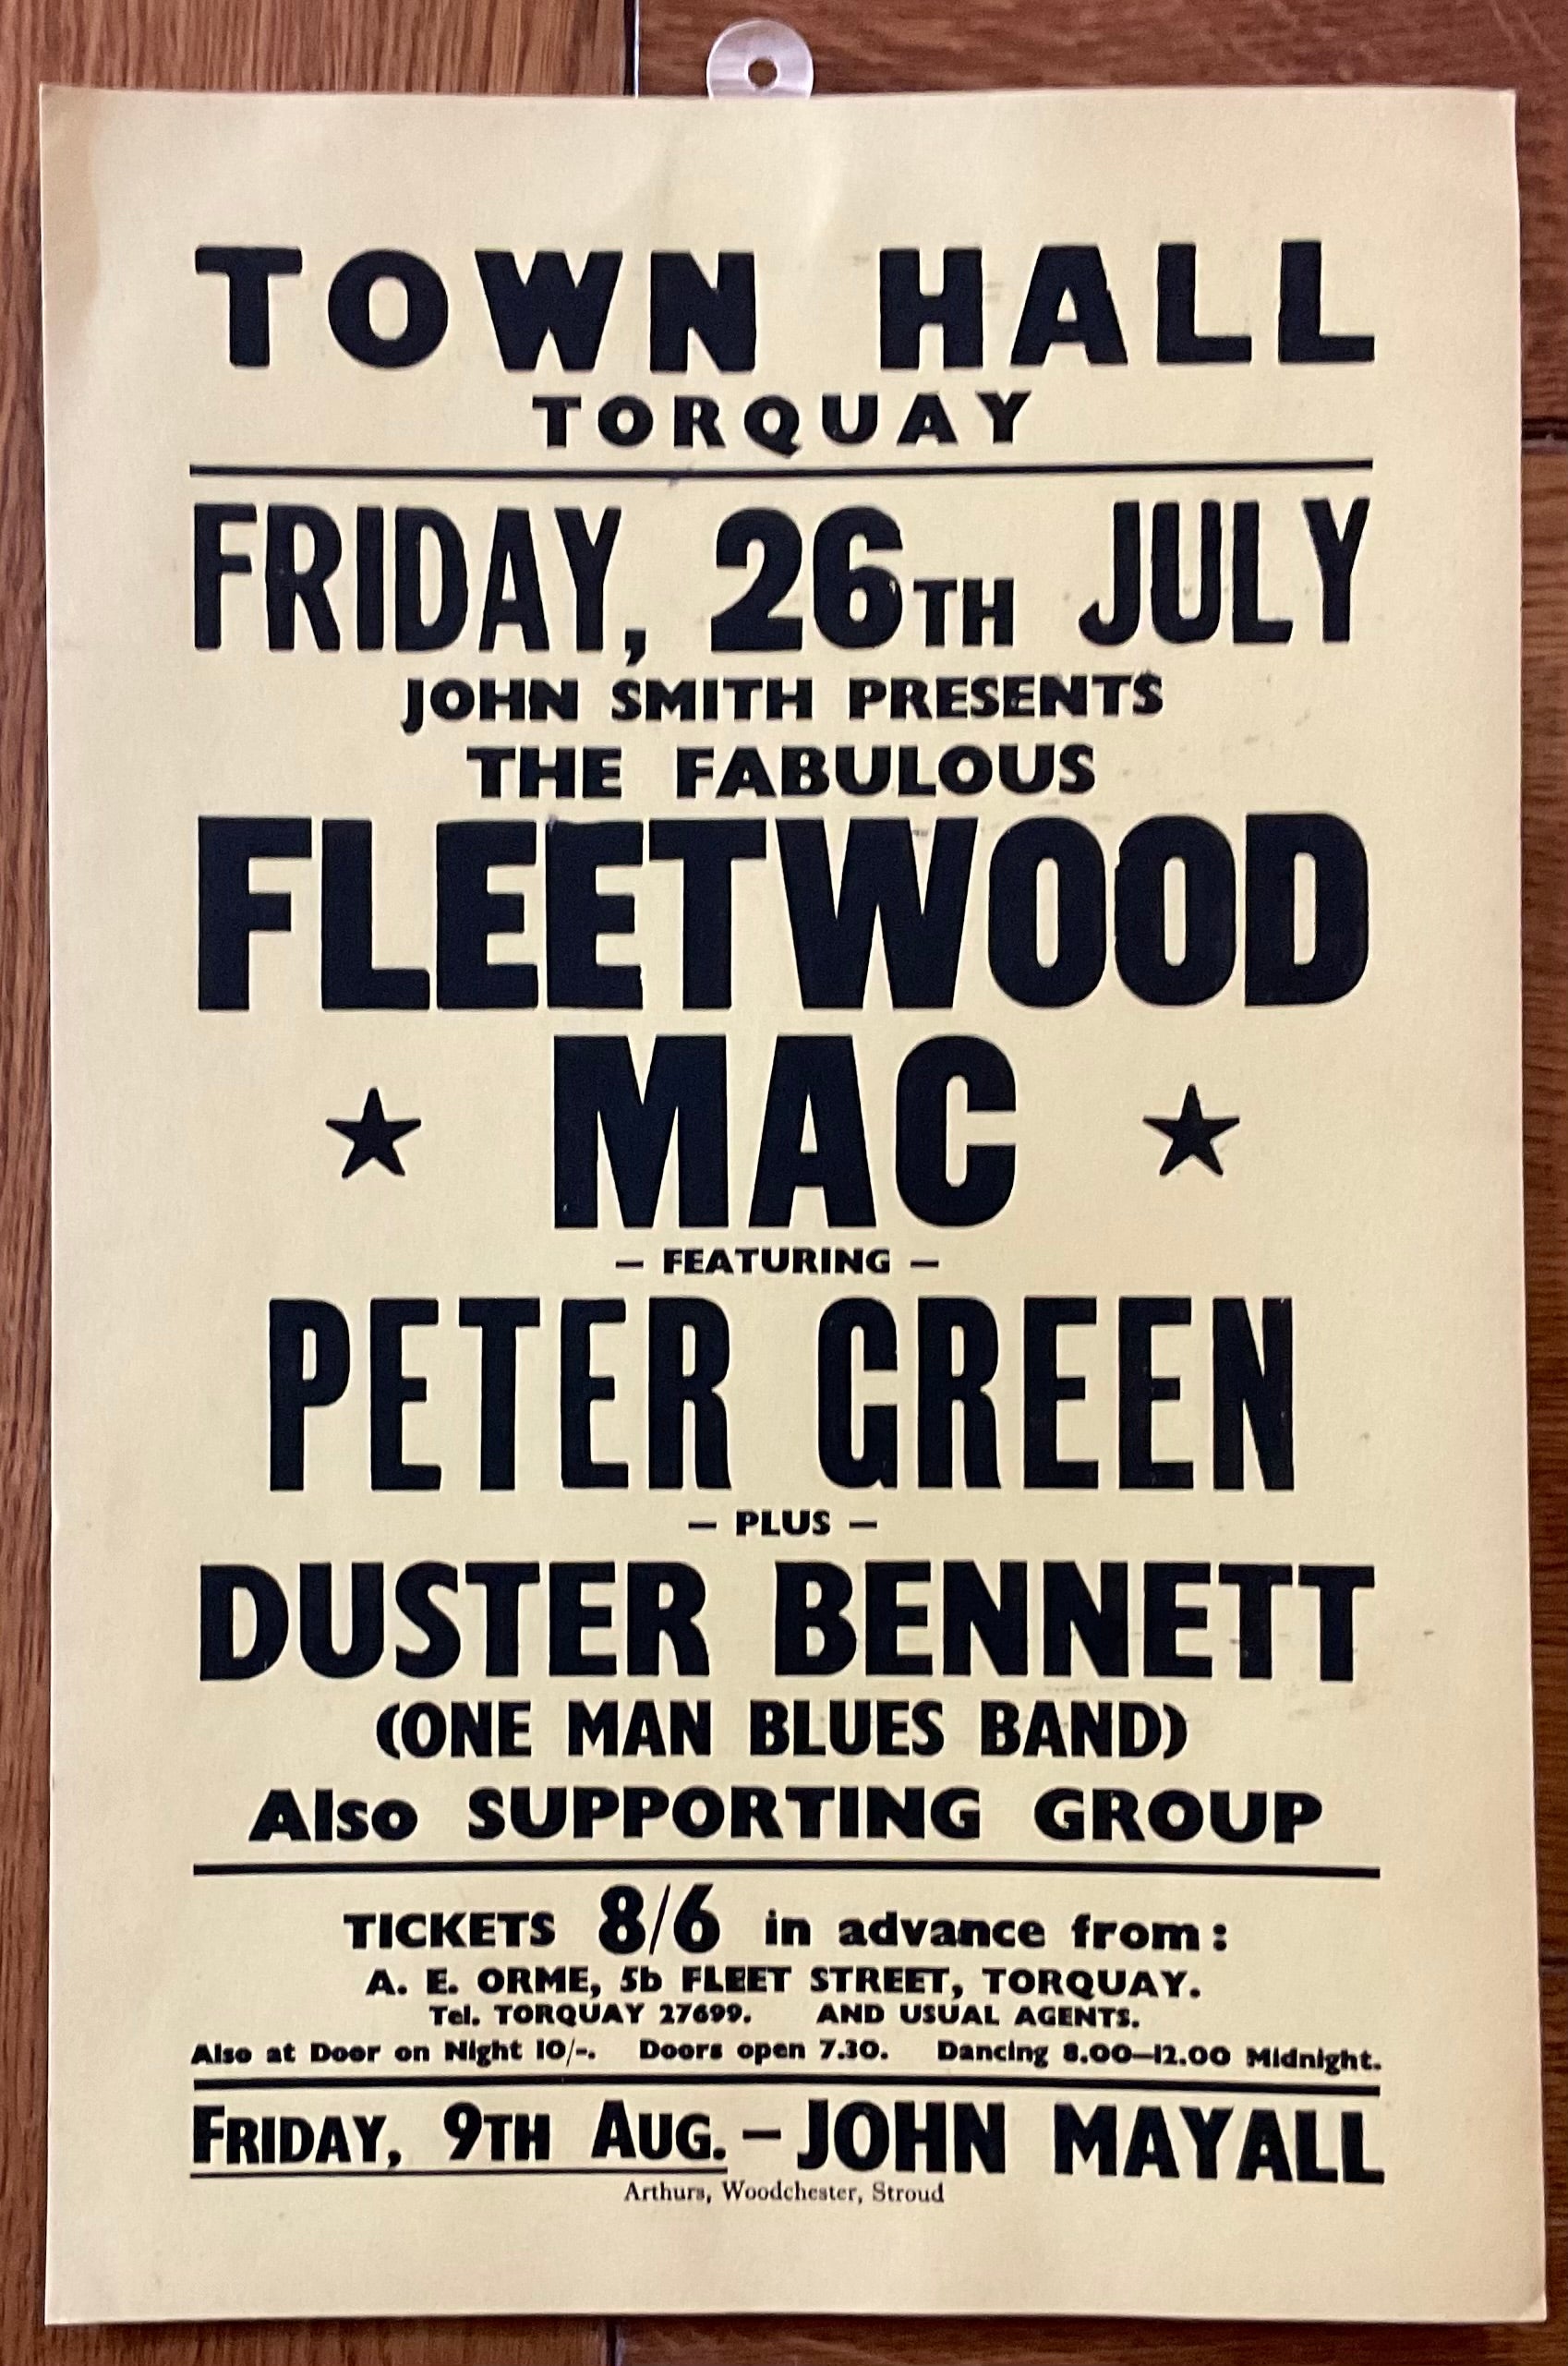 TOWN HALL
TORQUAY
FRIDAY, 26TH JULY
JOHN SMITH PRESENTS
THE FABULOUS
FLEETWOOD
★ MAC ★
— FEATURING —
PETER GREEN
— PLUS —
DUSTER BENNETT
(ONE MAN BLUES BAND)
Also SUPPORTING GROUP
TICKETS 8/6 in advance from:
A. E. ORME, 5b FLEET STREET, TORQUAY.
Tel. TORQUAY 27699. AND USUAL AGENTS.
Also at Door on Night 10/-. Doors open 7.30. Dancing 8.00—12.00 Midnight.
FRIDAY, 9TH AUG. — JOHN MAYALL
Arthurs, Woodchester, Stroud